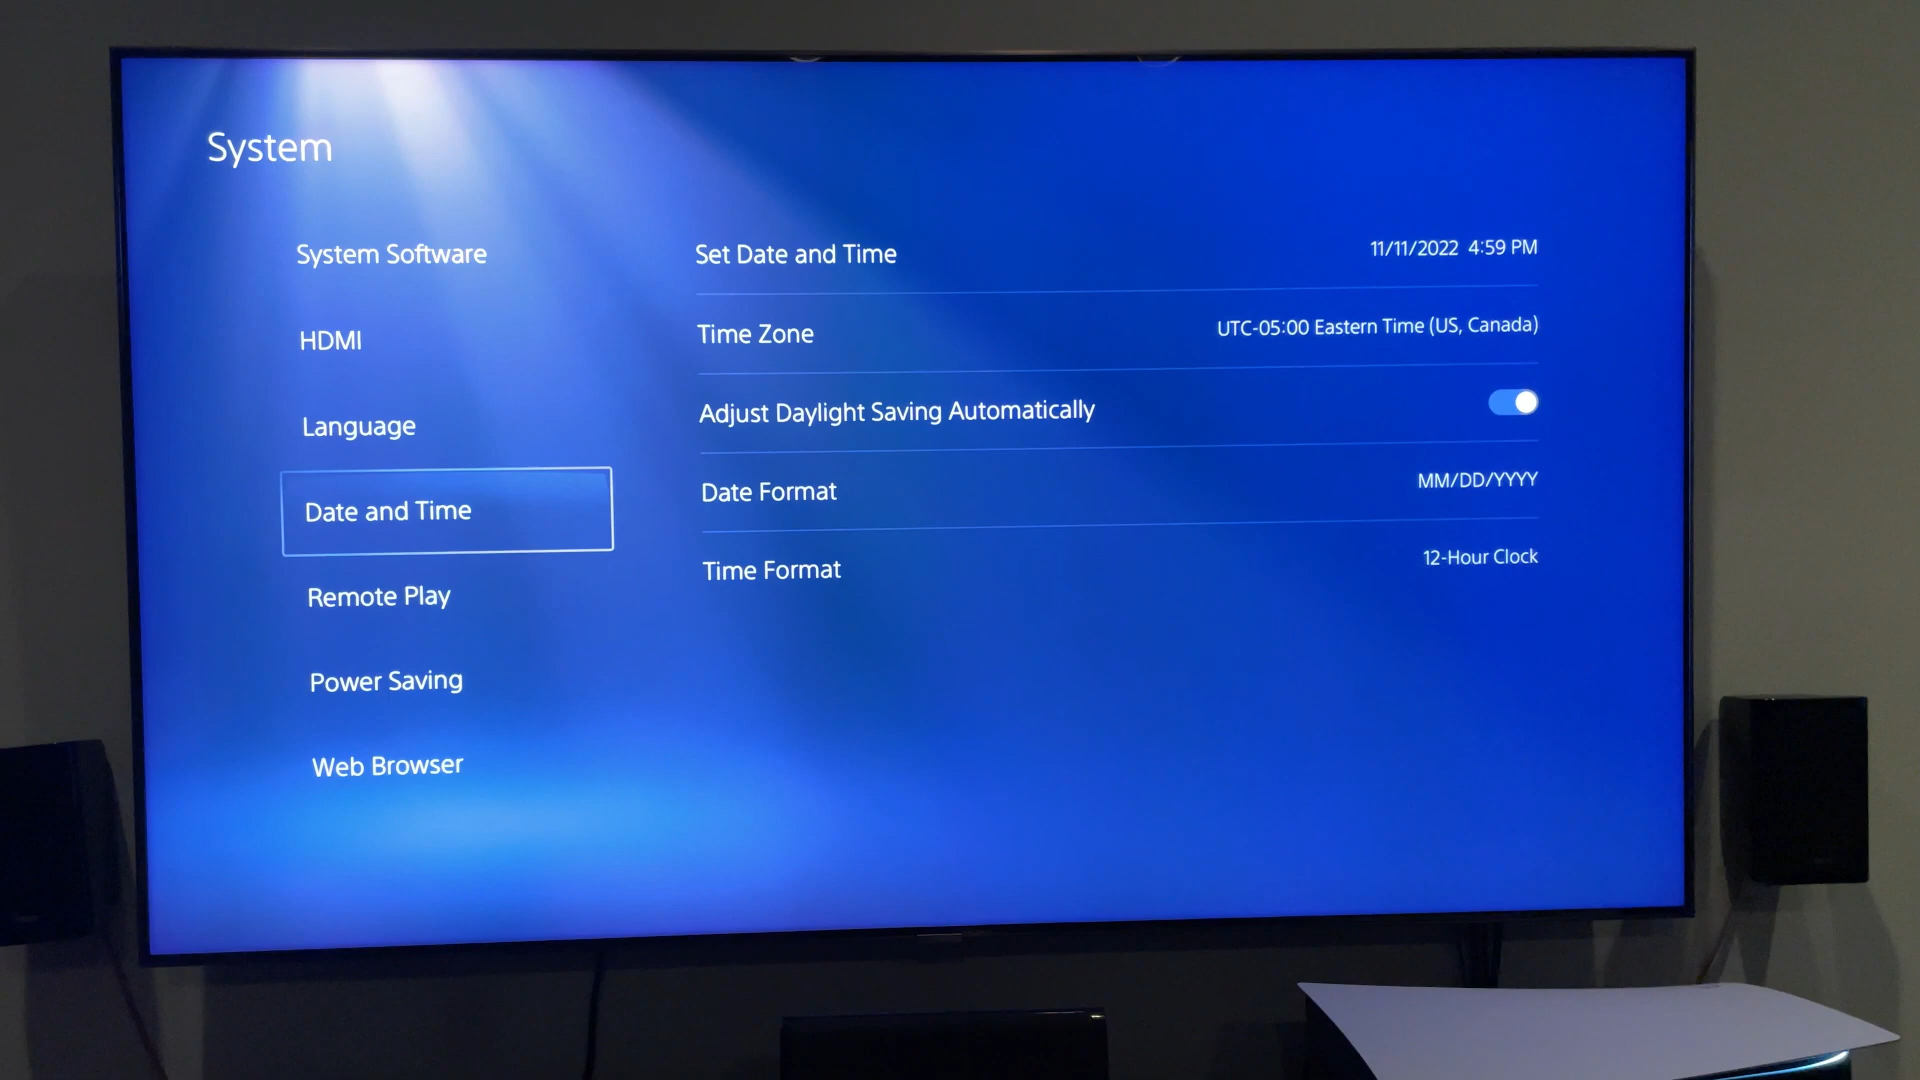 System
System Software
HDMI
Language
Date and Time
Remote Play
Power Saving
Web Browser
Set Date and Time 11/11/2022 4:59 PM
Time Zone UTC-05:00 Eastern Time (US, Canada)
Adjust Daylight Saving Automatically
Date Format MM/DD/YYYY
Time Format 12-Hour Clock